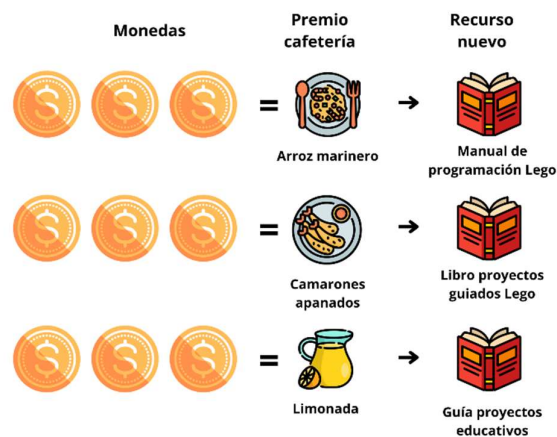 Monedas
Premio
cafetería
Recurso
nuevo
$ $ $ =
Arroz marinero
Manual de
programación Lego
$ $ $ =
Camarones
apanados
Libro proyectos
guiados Lego
$ $ $ =
Limonada
Guía proyectos
educativos